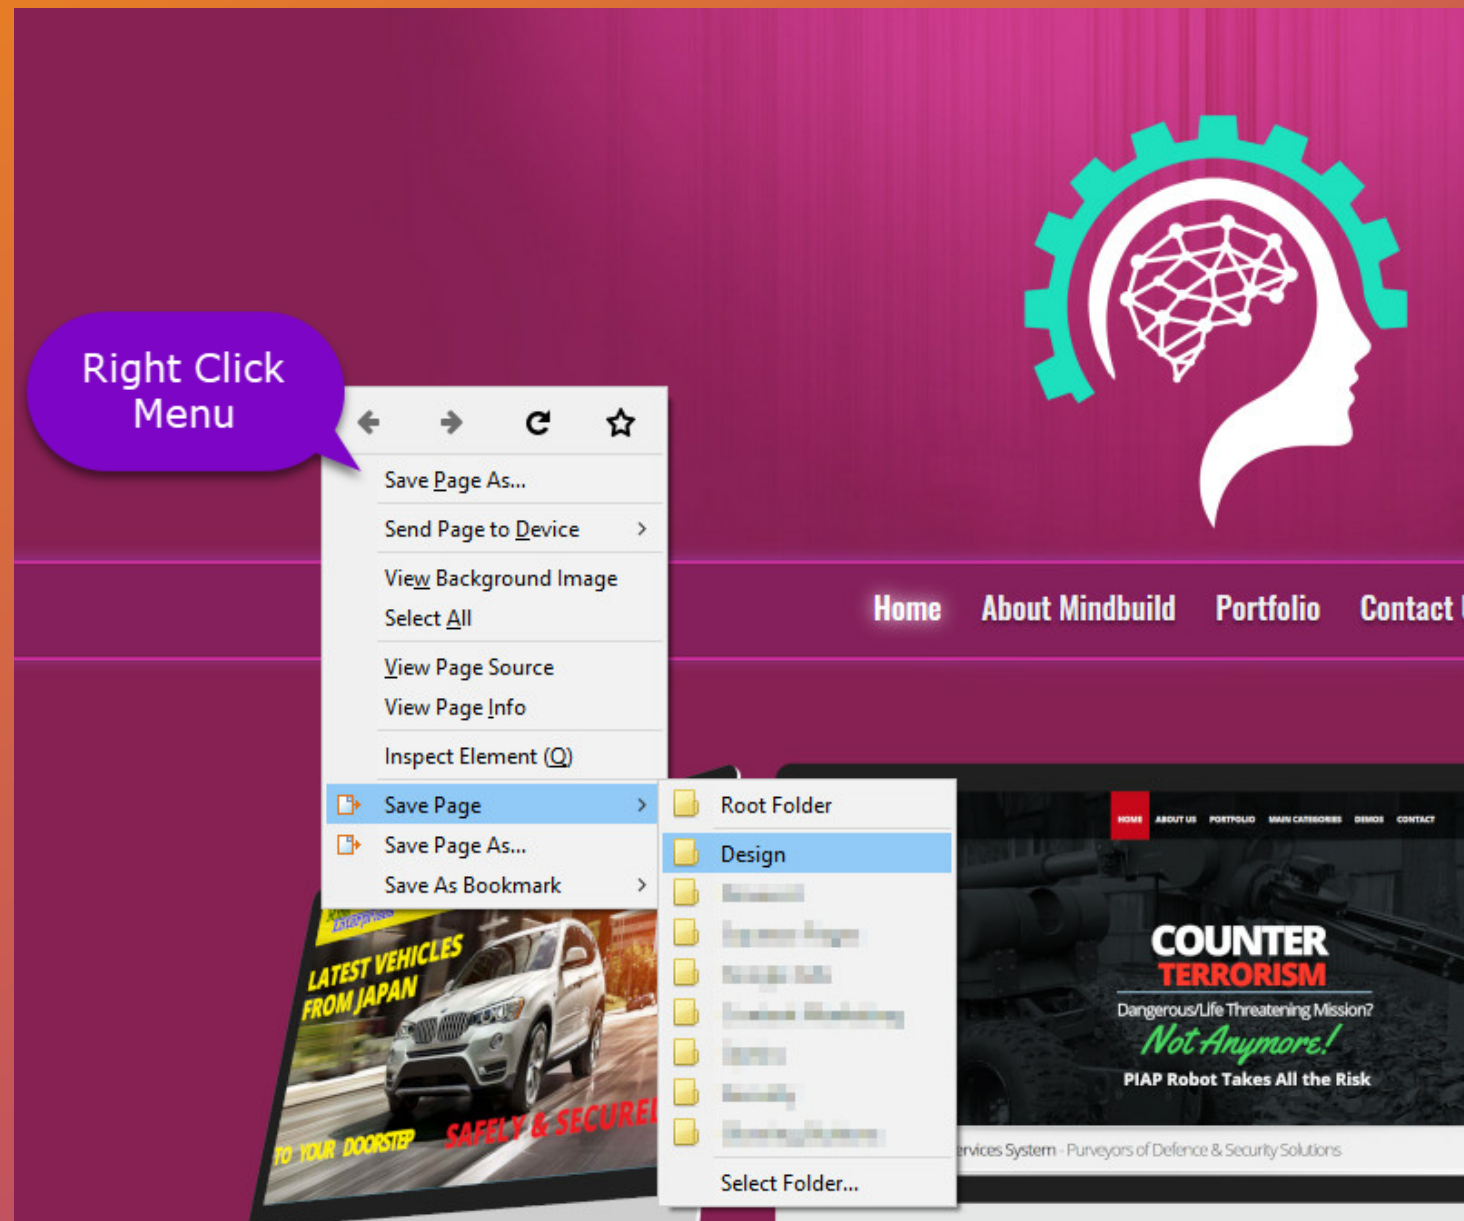 Right Click
Menu
Save Page As...
Send Page to Device
View Background Image
Select All
View Page Source
View Page Info
Inspect Element (Q)
Save Page
Save Page As...
Save As Bookmark
Root Folder
Design
Select Folder...
Home About Mindbuild Portfolio Contact
HOME ABOUT US PORTFOLIO MAIN CATEGORIES DEMOS CONTACT
COUNTER
TERRORISM
Dangerous/Life Threatening Mission?
Not Anymore!
PIAP Robot Takes All the Risk
ervices System - Purveyors of Defence & Security Solutions
Enterprises
LATEST VEHICLES
FROM JAPAN
SAFELY & SECUREL
TO YOUR DOORSTEP